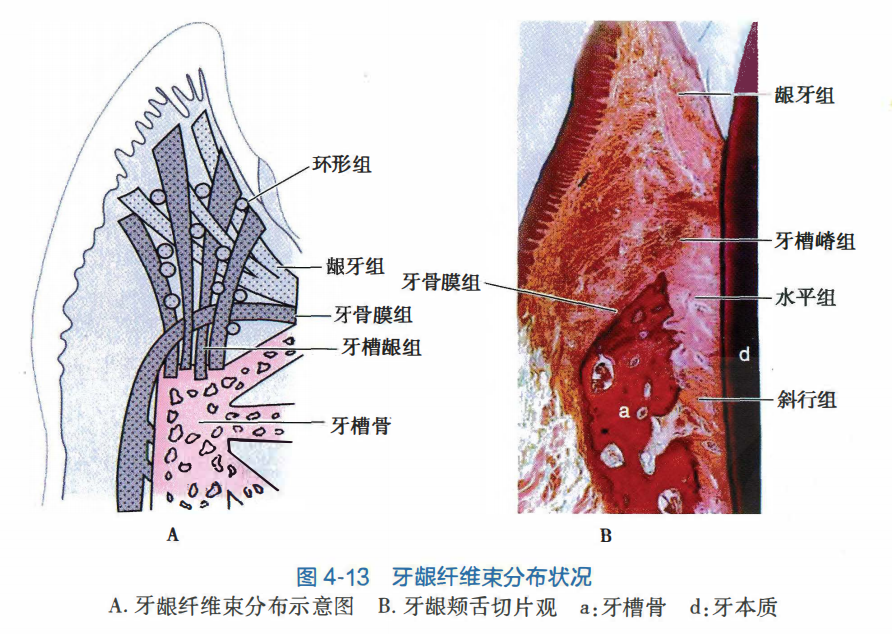 环形组
龈牙组
牙骨膜组
牙槽龈组
牙槽骨
A
龈牙组
牙槽嵴组
牙骨膜组
水平组
d
斜行组
a
B
图 4-13 牙龈纤维束分布状况
A. 牙龈纤维束分布示意图 B. 牙龈颊舌切片观 a:牙槽骨 d:牙本质